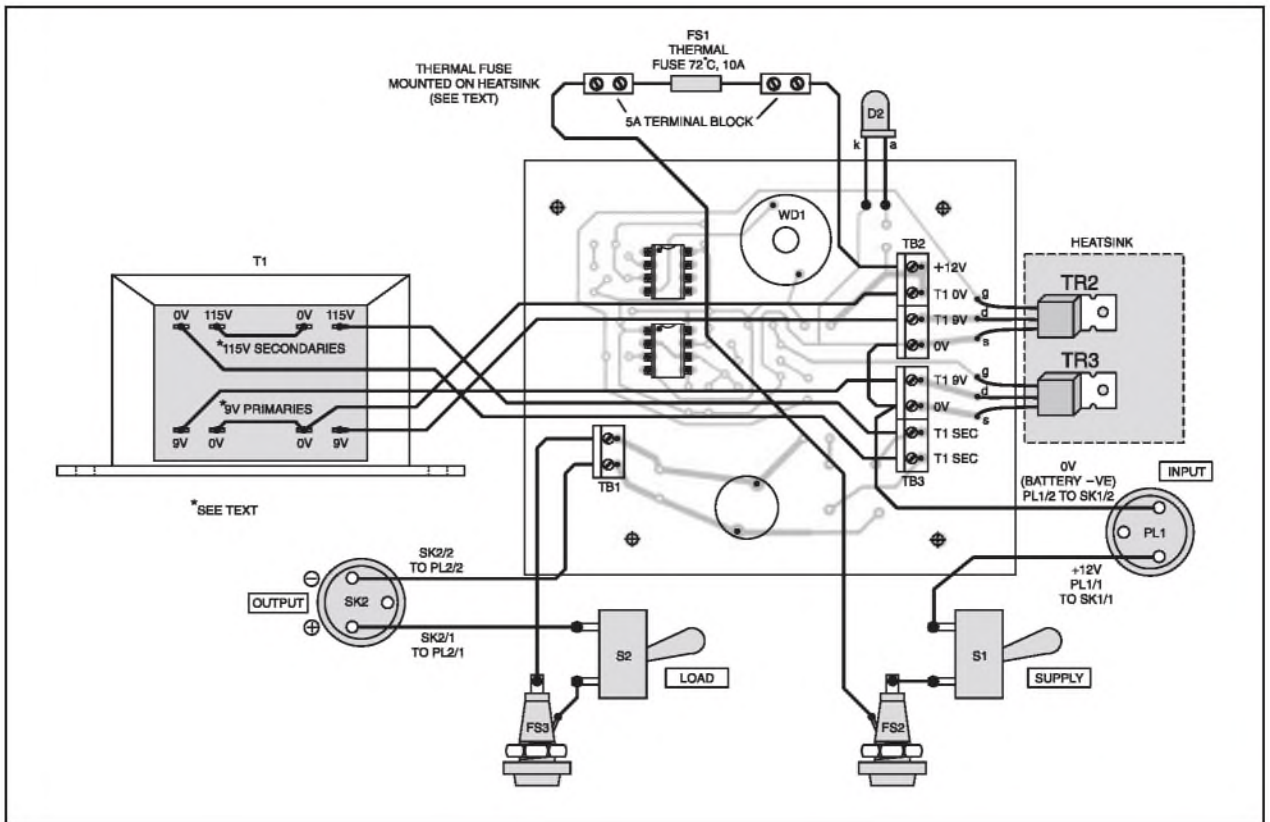 FS1
THERMAL
FUSE 72°C, 10A
THERMAL FUSE
MOUNTED ON HEATSINK
(SEE TEXT)
5A TERMINAL BLOCK
D2
k a
WD1
TB2
+12V
T1 0V
T1 9V
0V
HEATSINK
TR2
g
d
s
TR3
g
d
s
T1
0V 115V 0V 115V
*115V SECONDARIES
*9V PRIMARIES
9V 0V 0V 9V
*SEE TEXT
T1 9V
0V
T1 SEC
T1 SEC
TB3
TB1
0V
(BATTERY –VE)
PL1/2 TO SK1/2
INPUT
PL1
+12V
PL1/1
TO SK1/1
SK2/2
TO PL2/2
OUTPUT
–
SK2
+
SK2/1
TO PL2/1
S2
LOAD
S1
SUPPLY
FS3
FS2